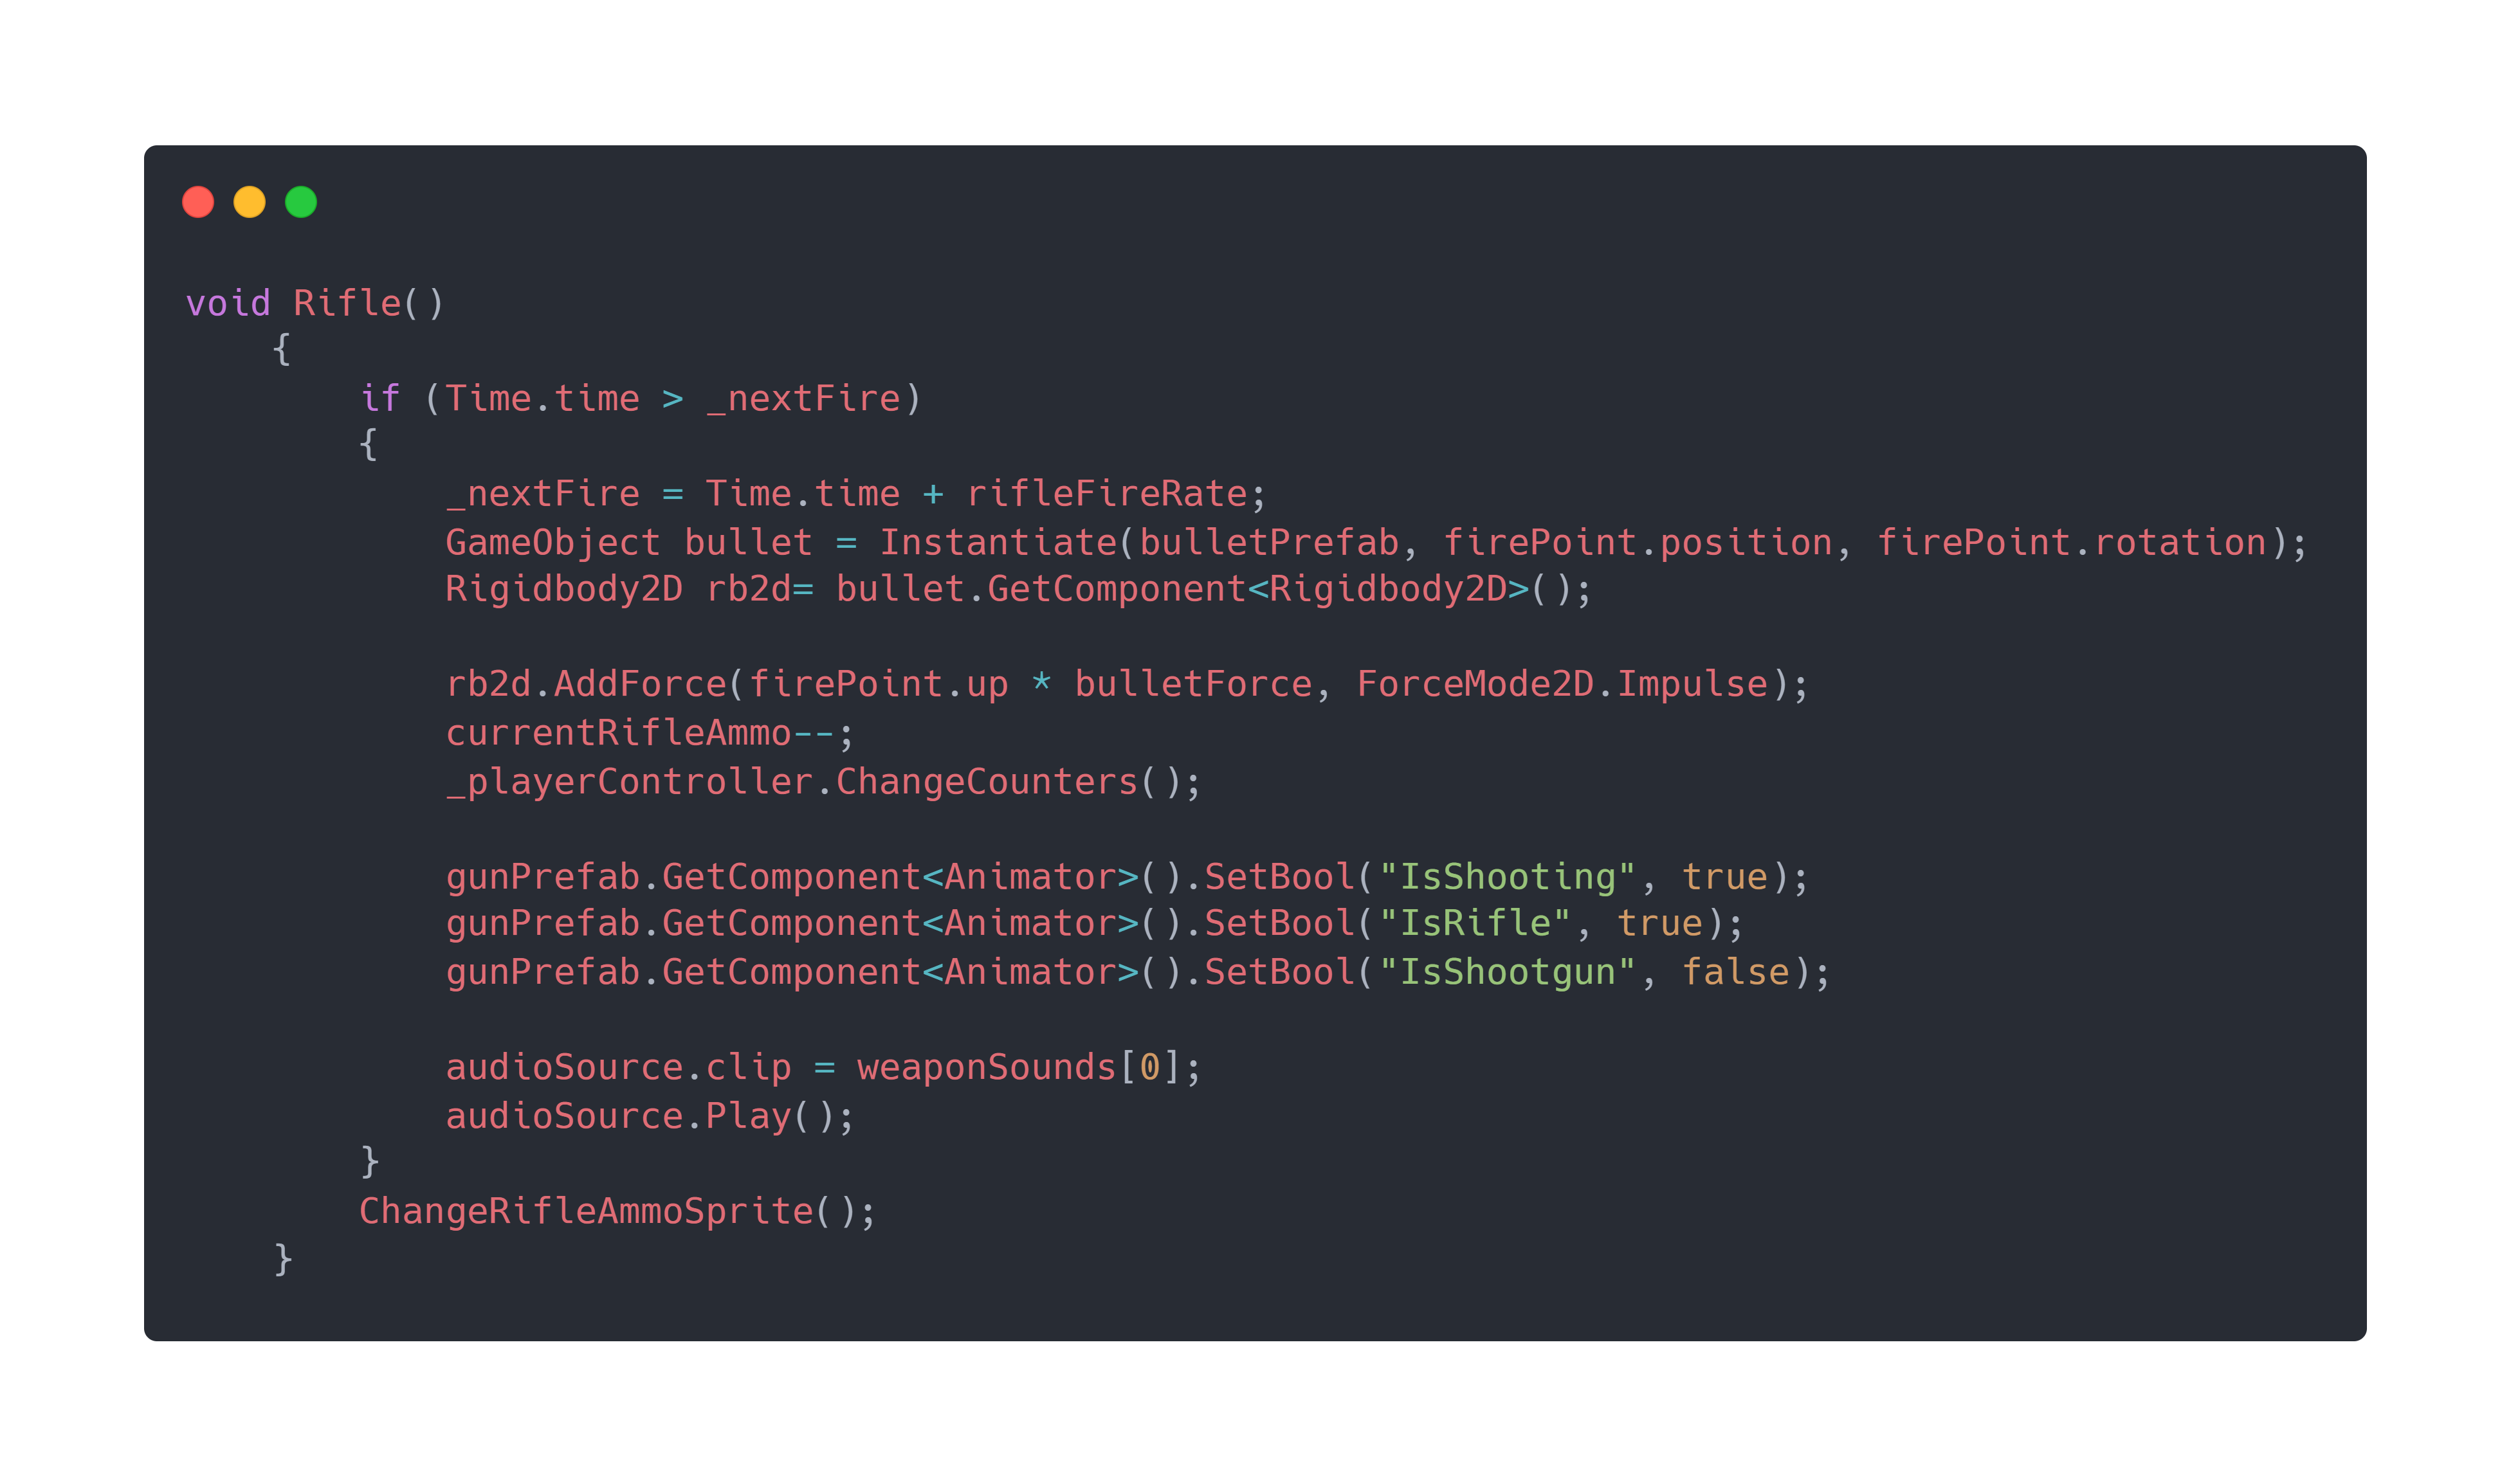 void Rifle()
    {
        if (Time.time > _nextFire)
        {
            _nextFire = Time.time + rifleFireRate;
            GameObject bullet = Instantiate(bulletPrefab, firePoint.position, firePoint.rotation);
            Rigidbody2D rb2d= bullet.GetComponent<Rigidbody2D>();

            rb2d.AddForce(firePoint.up * bulletForce, ForceMode2D.Impulse);
            currentRifleAmmo--;
            _playerController.ChangeCounters();

            gunPrefab.GetComponent<Animator>().SetBool("IsShooting", true);
            gunPrefab.GetComponent<Animator>().SetBool("IsRifle", true);
            gunPrefab.GetComponent<Animator>().SetBool("IsShootgun", false);

            audioSource.clip = weaponSounds[0];
            audioSource.Play();
        }
        ChangeRifleAmmoSprite();
    }